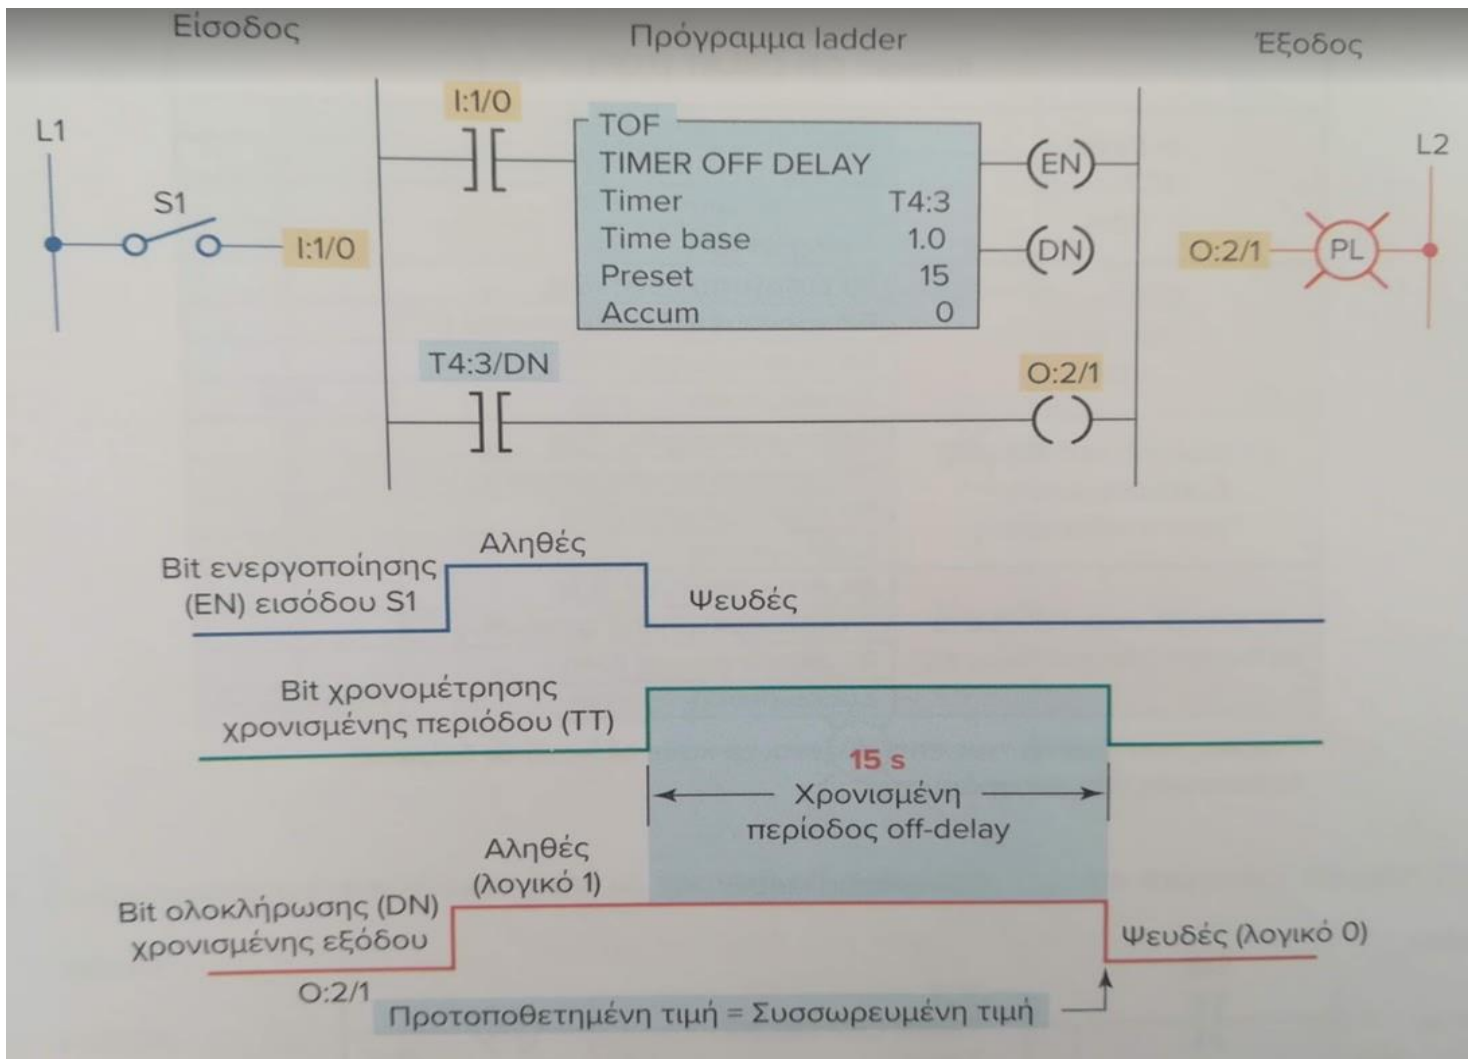 Είσοδος
Πρόγραμμα ladder
Έξοδος
L1
S1
I:1/0
I:1/0
TOF
TIMER OFF DELAY
Timer T4:3
Time base 1.0
Preset 15
Accum 0
EN
DN
L2
O:2/1
PL
T4:3/DN
O:2/1
Αληθές
Bit ενεργοποίησης
(EN) εισόδου S1
Ψευδές
Bit χρονομέτρησης
χρονισμένης περιόδου (TT)
15 s
Χρονισμένη
περίοδος off-delay
Αληθές
(λογικό 1)
Bit ολοκλήρωσης (DN)
χρονισμένης εξόδου
Ψευδές (λογικό 0)
O:2/1
Προτοποθετημένη τιμή = Συσσωρευμένη τιμή